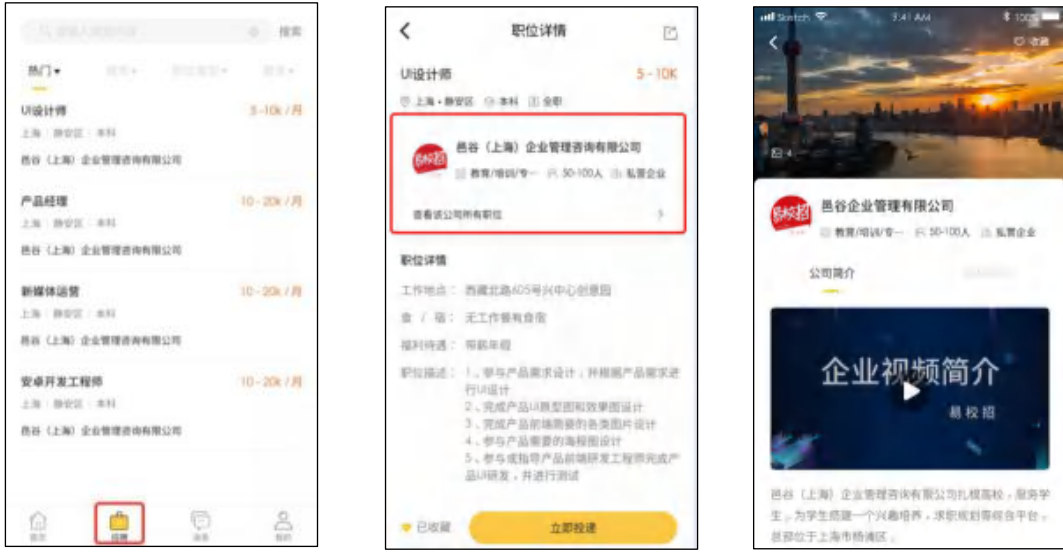 搜索
热门
UI设计师 5-10k /月
上海 静安区 本科
邑谷（上海）企业管理咨询有限公司
产品经理 10-20k /月
上海 静安区 本科
邑谷（上海）企业管理咨询有限公司
新媒体运营 10-20k /月
上海 静安区 本科
邑谷（上海）企业管理咨询有限公司
安卓开发工程师 10-20k /月
上海 静安区 本科
邑谷（上海）企业管理咨询有限公司
职位详情
UI设计师 5-10K
上海·静安区 本科 全职
易校招
邑谷（上海）企业管理咨询有限公司
教育/培训/专… 50-100人 私营企业
查看该公司所有职位
职位详情
工作地点： 西藏北路605号兴中心创意园
食 / 宿： 无工作餐有食宿
福利待遇： 带薪年假
职位描述： 1、参与产品需求设计，并根据产品需求进
行UI设计
2、完成产品UI原型图和效果图设计
3、完成产品前端需要的各类图片设计
4、参与产品需要的海报图设计
5、参与或指导产品前端研发工程师完成产
品UI研发，并进行测试
已收藏
立即投递
Sketch 9:41 AM 100%
收藏
4
易校招
邑谷企业管理有限公司
教育/培训/专… 50-100人 私营企业
公司简介
企业视频简介
易校招
邑谷（上海）企业管理咨询有限公司扎根高校，服务学
生，为学生搭建一个兴趣培养，求职规划等综合平台，
总部位于上海市杨浦区。